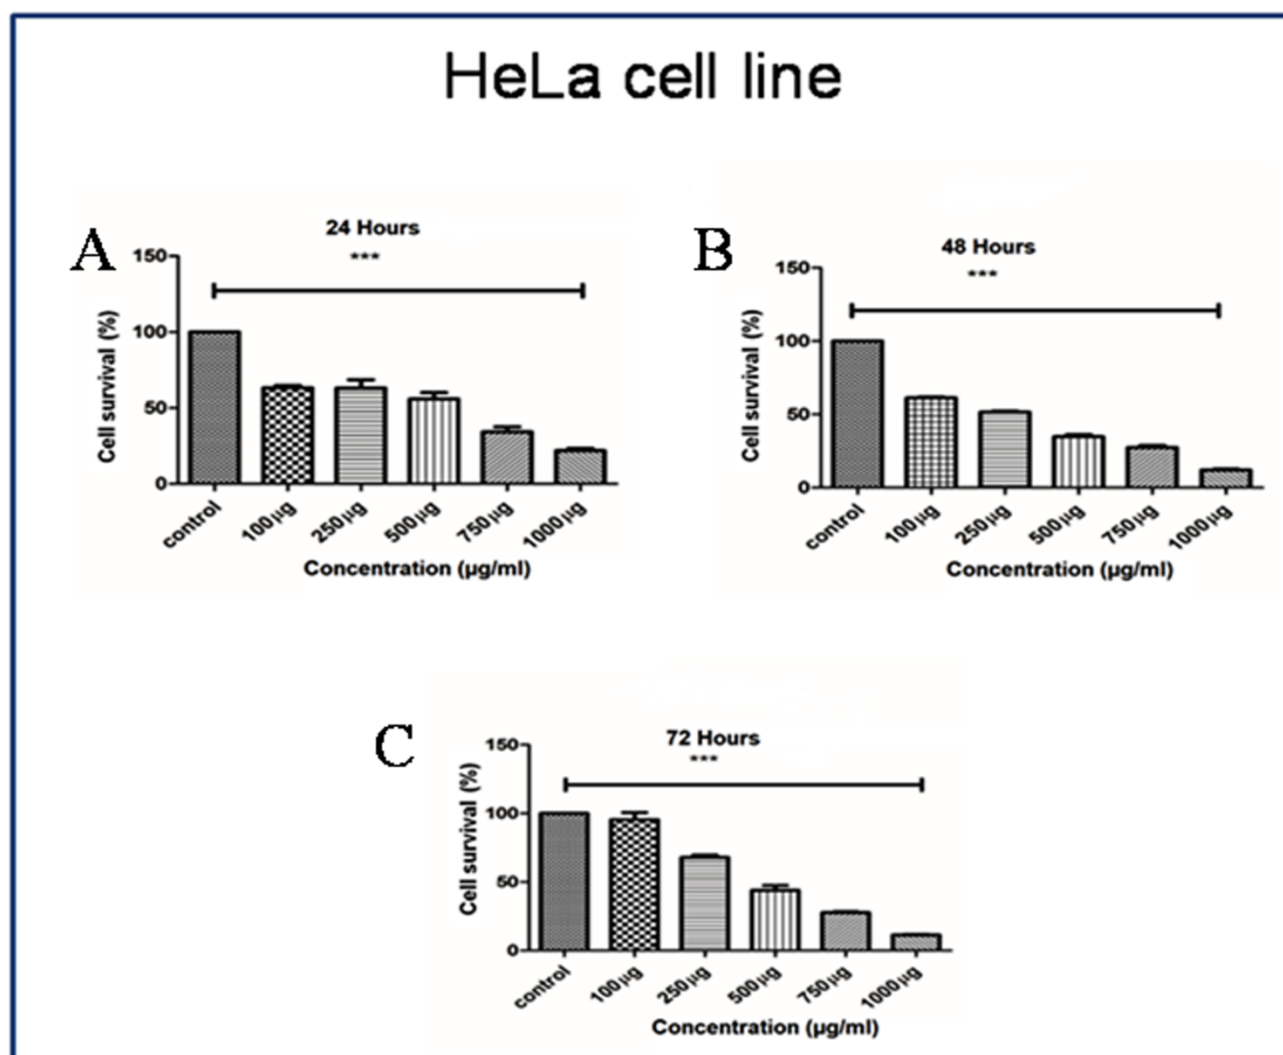 HeLa cell line
A
24 Hours
***
150
100
50
0
Cell survival (%)
control
100µg
250µg
500µg
750µg
1000µg
Concentration (µg/ml)
B
48 Hours
***
150
100
50
0
Cell survival (%)
control
100µg
250µg
500µg
750µg
1000µg
Concentration (µg/ml)
C
72 Hours
***
150
100
50
0
Cell survival (%)
control
100µg
250µg
500µg
750µg
1000µg
Concentration (µg/ml)